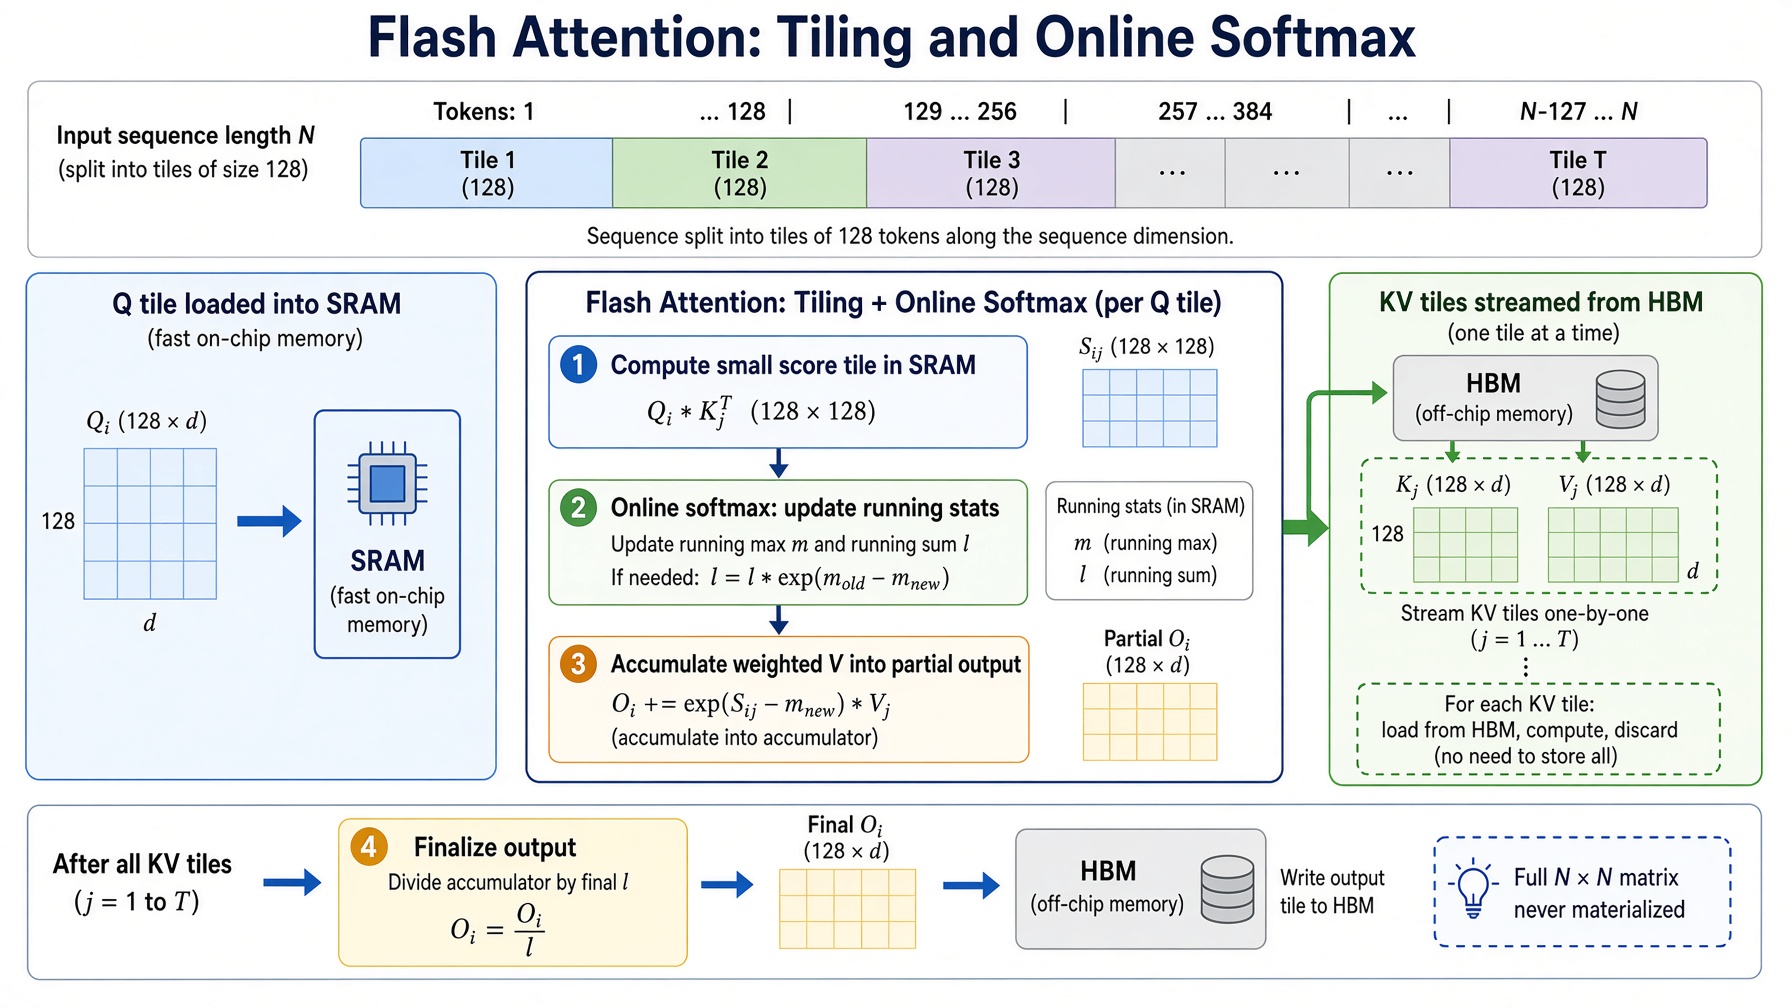 Flash Attention: Tiling and Online Softmax
Input sequence length N
(split into tiles of size 128)
Tokens: 1 ... 128 | 129 ... 256 | 257 ... 384 | ... | N-127 ... N
Tile 1 Tile 2 Tile 3 Tile T
(128) (128) (128) ... ... ... (128)
Sequence split into tiles of 128 tokens along the sequence dimension.
Q tile loaded into SRAM
(fast on-chip memory)
Q_i (128 × d)
128
d
SRAM
(fast on-chip
memory)
Flash Attention: Tiling + Online Softmax (per Q tile)
1 Compute small score tile in SRAM
Q_i * K_j^T (128 × 128)
S_ij (128 × 128)
2 Online softmax: update running stats
Update running max m and running sum l
If needed: l = l * exp(m_old − m_new)
Running stats (in SRAM)
m (running max)
l (running sum)
3 Accumulate weighted V into partial output
O_i += exp(S_ij − m_new) * V_j
(accumulate into accumulator)
Partial O_i
(128 × d)
KV tiles streamed from HBM
(one tile at a time)
HBM
(off-chip memory)
K_j (128 × d) V_j (128 × d)
128
d
Stream KV tiles one-by-one
(j = 1 ... T)
⋮
For each KV tile:
load from HBM, compute, discard
(no need to store all)
After all KV tiles
(j = 1 to T)
4 Finalize output
Divide accumulator by final l
O_i = O_i / l
Final O_i
(128 × d)
HBM
(off-chip memory)
Write output
tile to HBM
Full N × N matrix
never materialized